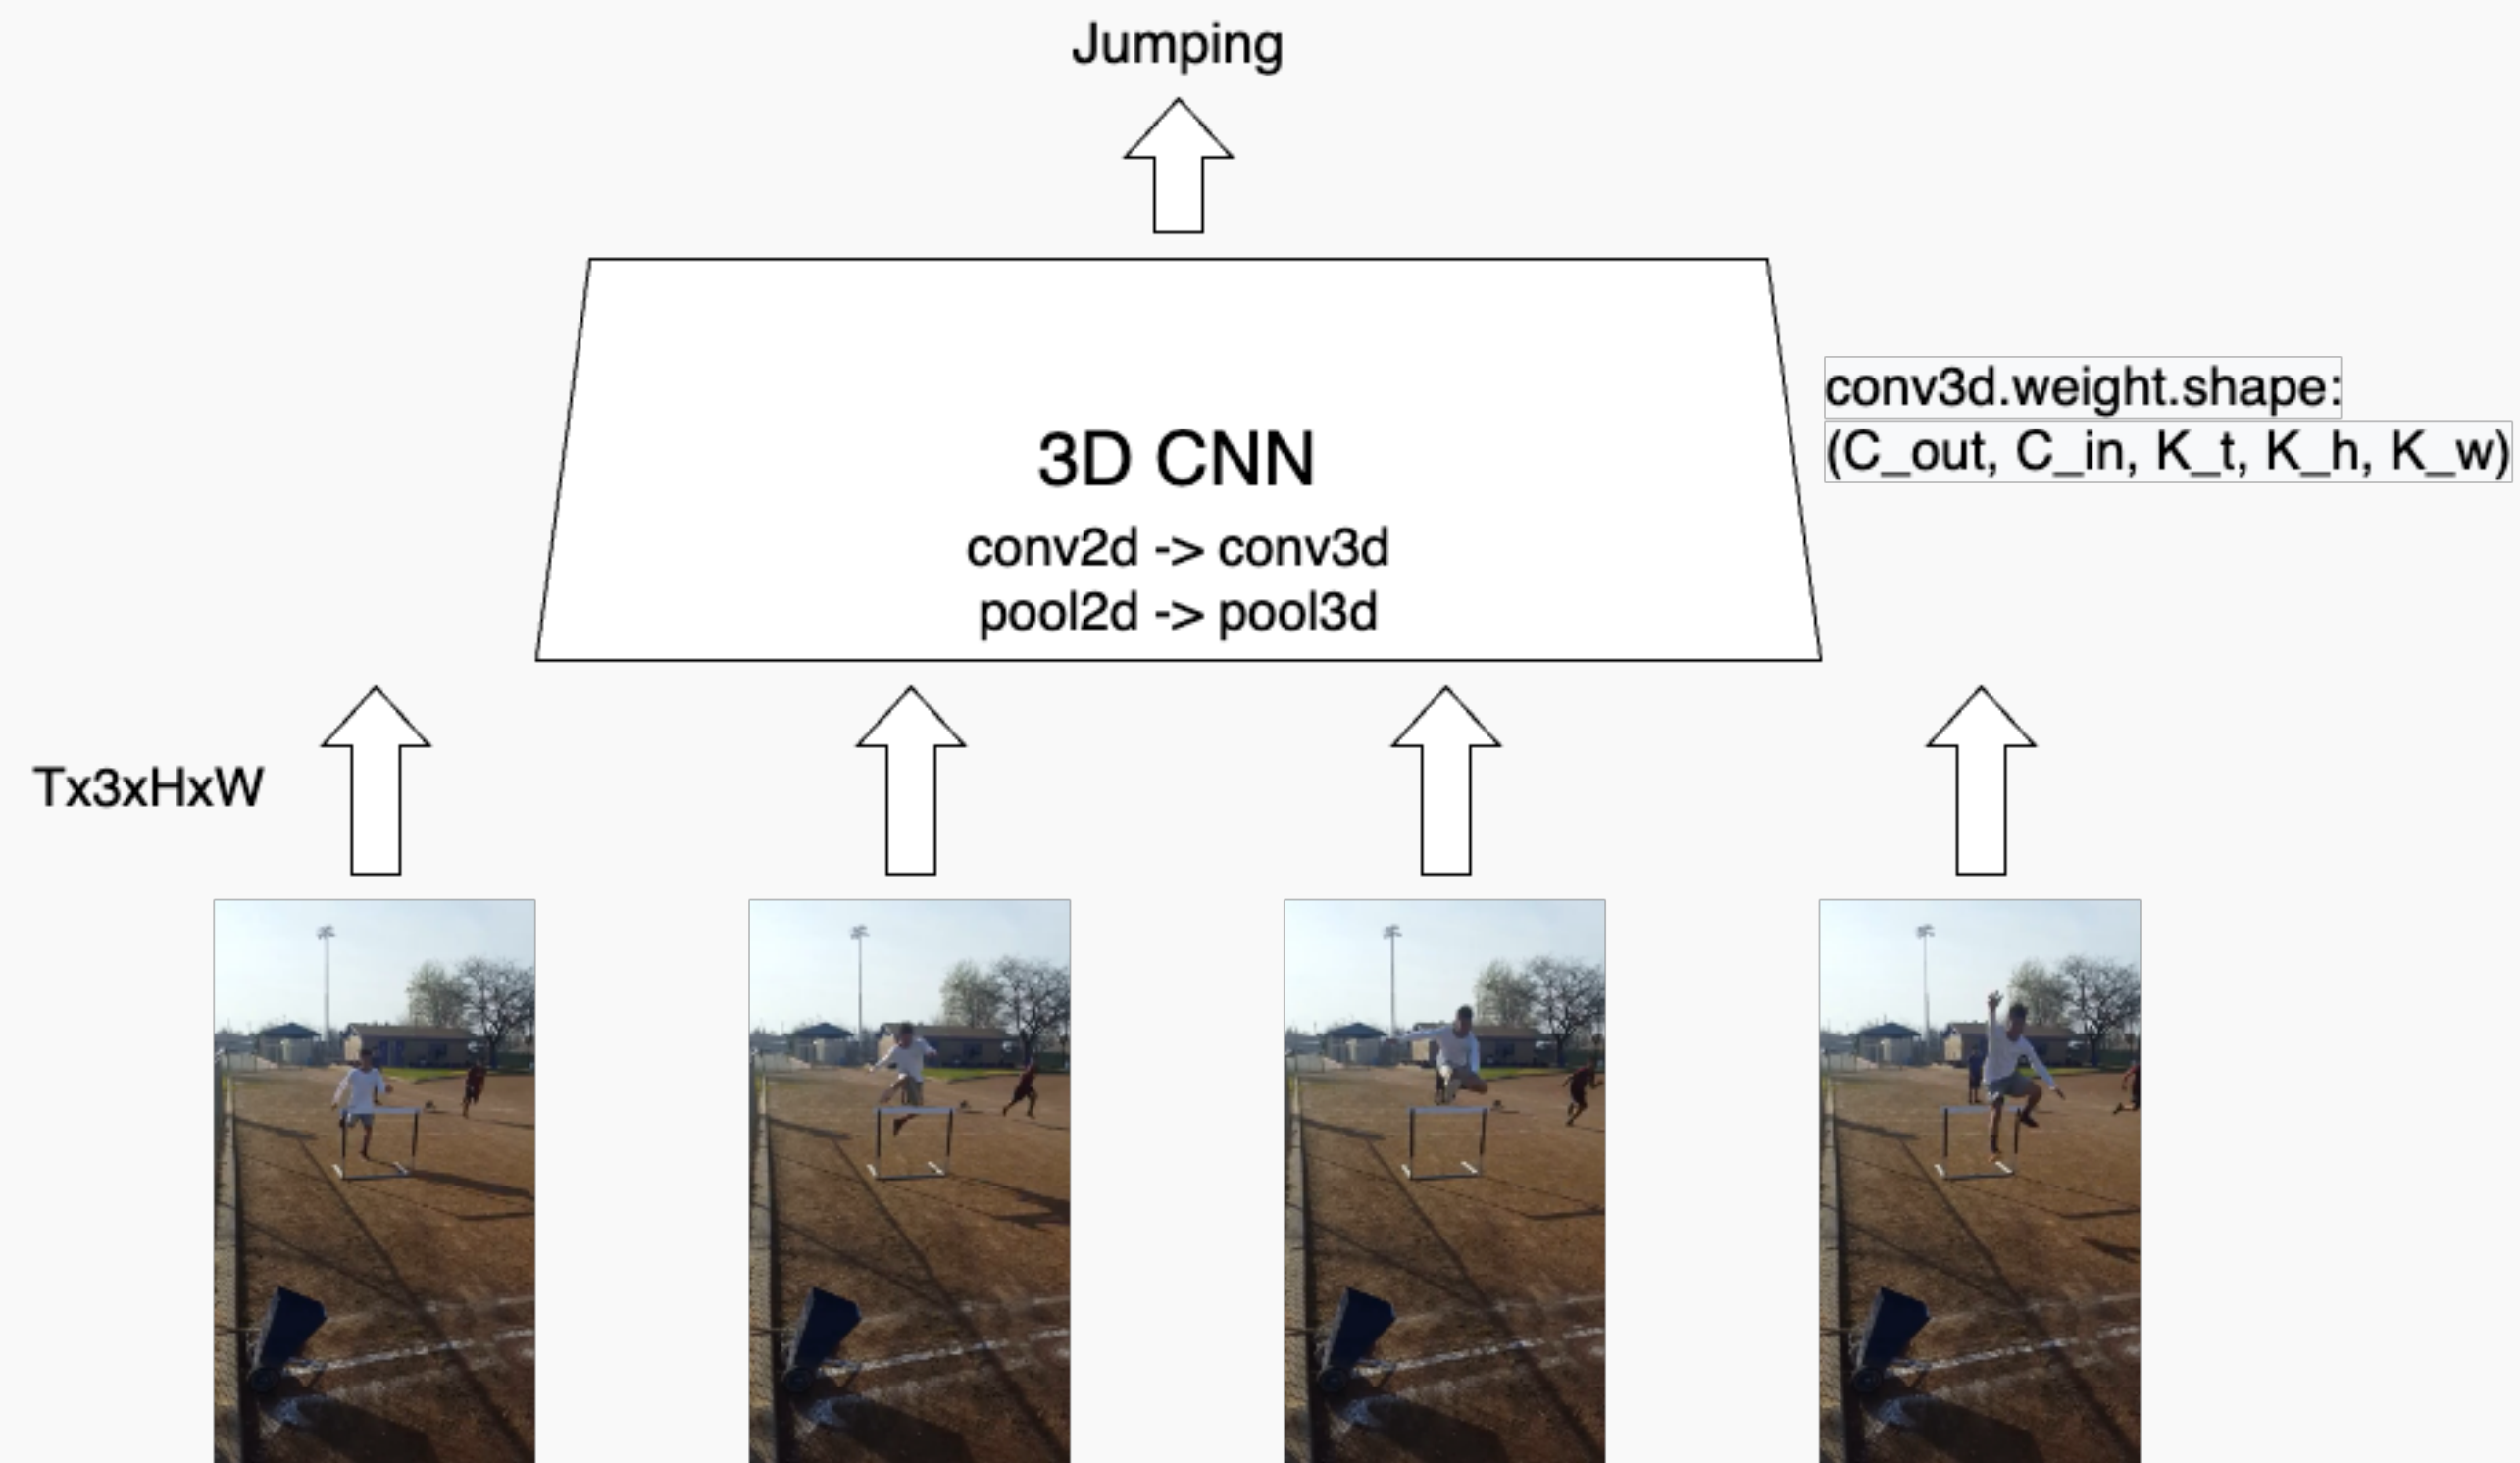 Jumping
3D CNN
conv2d -> conv3d
pool2d -> pool3d
conv3d.weight.shape:
(C_out, C_in, K_t, K_h, K_w)
Tx3xHxW